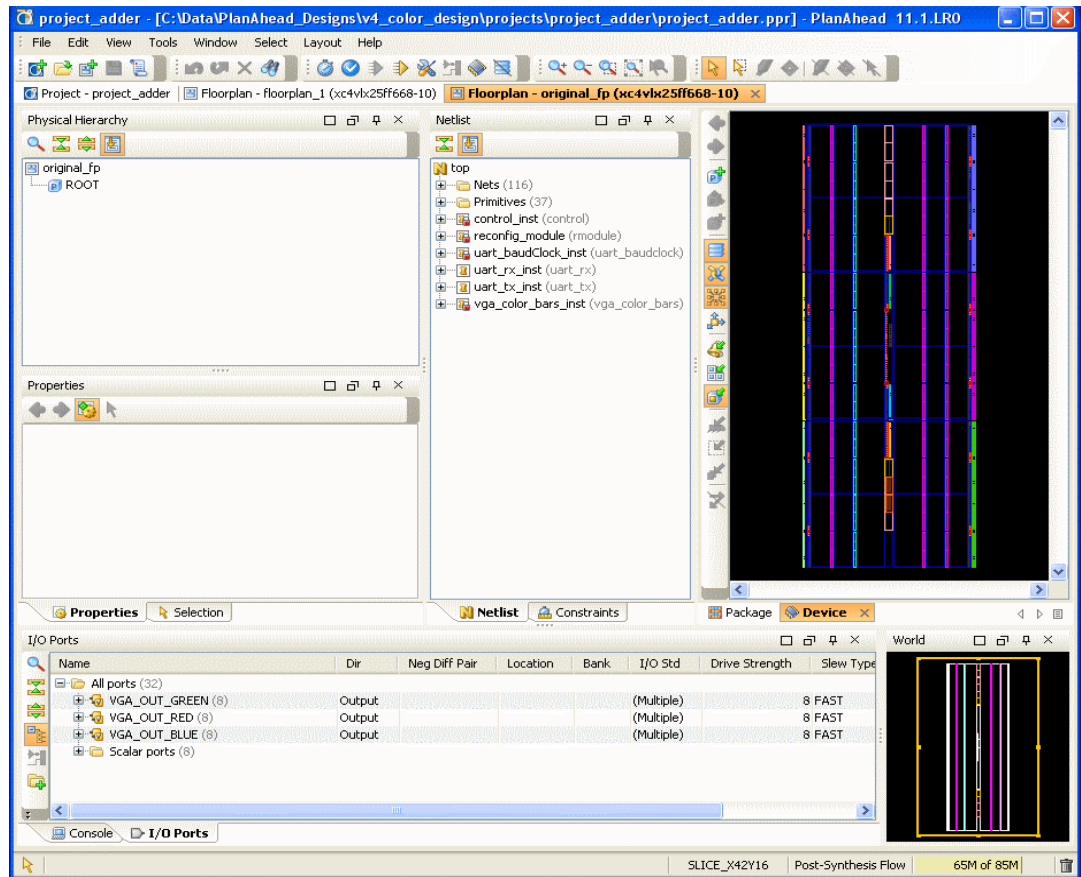 project_adder - [C:\Data\PlanAhead_Designs\v4_color_design\projects\project_adder\project_adder.ppr] - PlanAhead 11.1.LR0
File Edit View Tools Window Select Layout Help
Project - project_adder Floorplan - floorplan_1 (xc4vlx25ff668-10) Floorplan - original_fp (xc4vlx25ff668-10)
Physical Hierarchy
original_fp
ROOT
Netlist
top
Nets (116)
Primitives (37)
control_inst (control)
reconfig_module (rmodule)
uart_baudClock_inst (uart_baudclock)
uart_rx_inst (uart_rx)
uart_tx_inst (uart_tx)
vga_color_bars_inst (vga_color_bars)
Properties
Properties Selection
Netlist Constraints
Package Device
I/O Ports
Name Dir Neg Diff Pair Location Bank I/O Std Drive Strength Slew Type
All ports (32)
VGA_OUT_GREEN (8) Output (Multiple) 8 FAST
VGA_OUT_RED (8) Output (Multiple) 8 FAST
VGA_OUT_BLUE (8) Output (Multiple) 8 FAST
Scalar ports (8)
World
Console I/O Ports
SLICE_X42Y16 Post-Synthesis Flow 65M of 85M